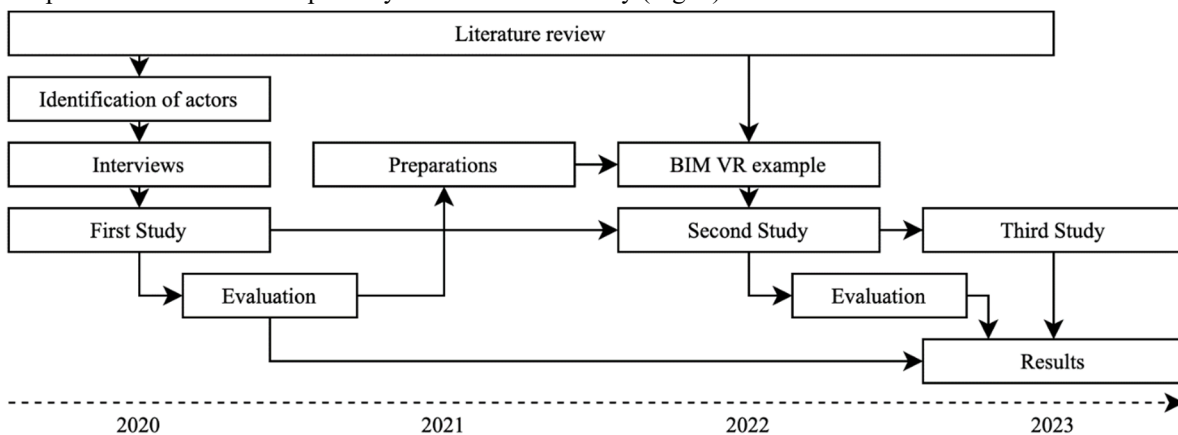 Literature review
Identification of actors
Interviews
Preparations
BIM VR example
First Study
Second Study
Third Study
Evaluation
Evaluation
Results
2020
2021
2022
2023